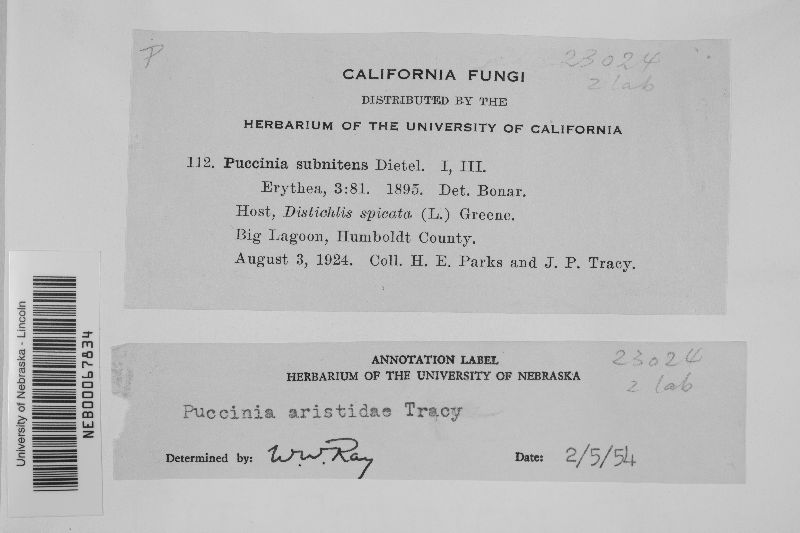 P
23024
2 lab
CALIFORNIA FUNGI
DISTRIBUTED BY THE
HERBARIUM OF THE UNIVERSITY OF CALIFORNIA
112. Puccinia subnitens Dietel. I, III.
Erythea, 3:81. 1895. Det. Bonar.
Host, Distichlis spicata (L.) Greene.
Big Lagoon, Humboldt County.
August 3, 1924. Coll. H. E. Parks and J. P. Tracy.
University of Nebraska - Lincoln
NEB00067834
ANNOTATION LABEL
HERBARIUM OF THE UNIVERSITY OF NEBRASKA
23024
2 lab
Puccinia aristidae Tracy
Determined by: W.W. Ray Date: 2/5/54